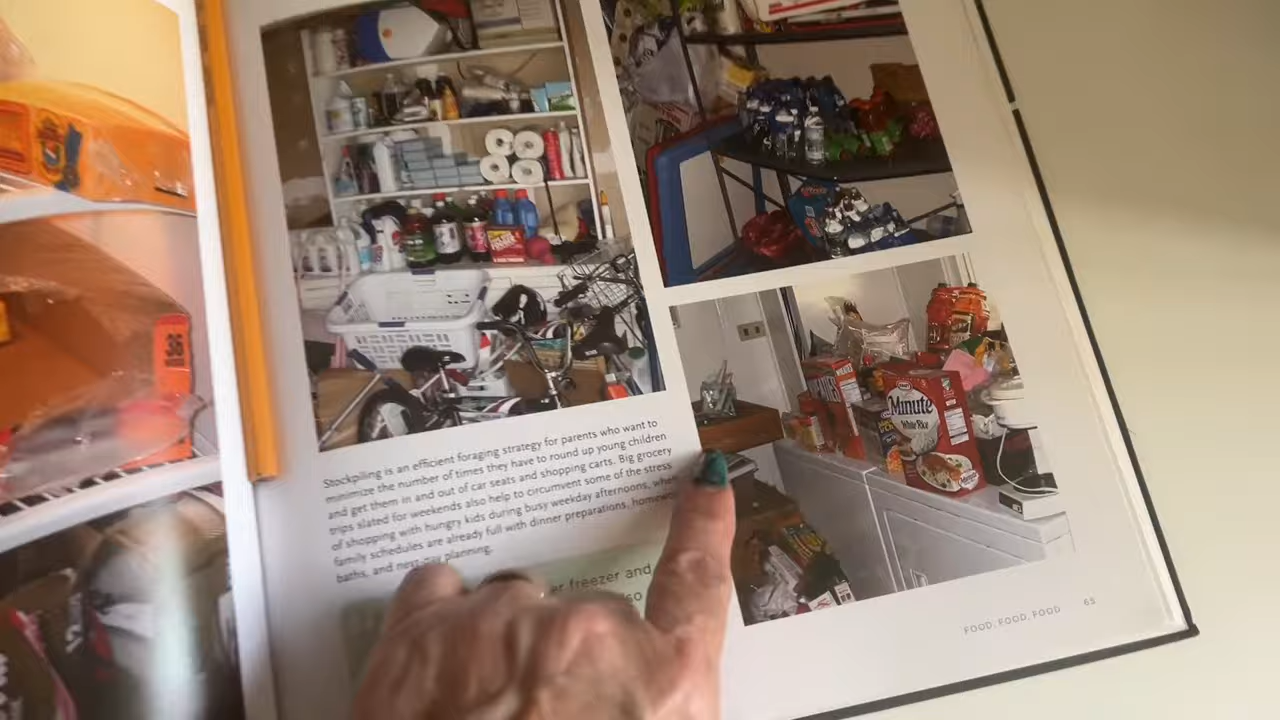 Stockpiling is an efficient foraging strategy for parents who want to
minimize the number of times they have to round up young children
and get them in and out of car seats and shopping carts. Big grocery
trips slated for weekends also help to circumvent some of the stress
of shopping with hungry kids during busy weekday afternoons, when
family schedules are already full with dinner preparations, homework,
baths, and next-day planning.
er freezer and
so
WHEATIES
Minute
White Rice
36
FOOD, FOOD, FOOD 65